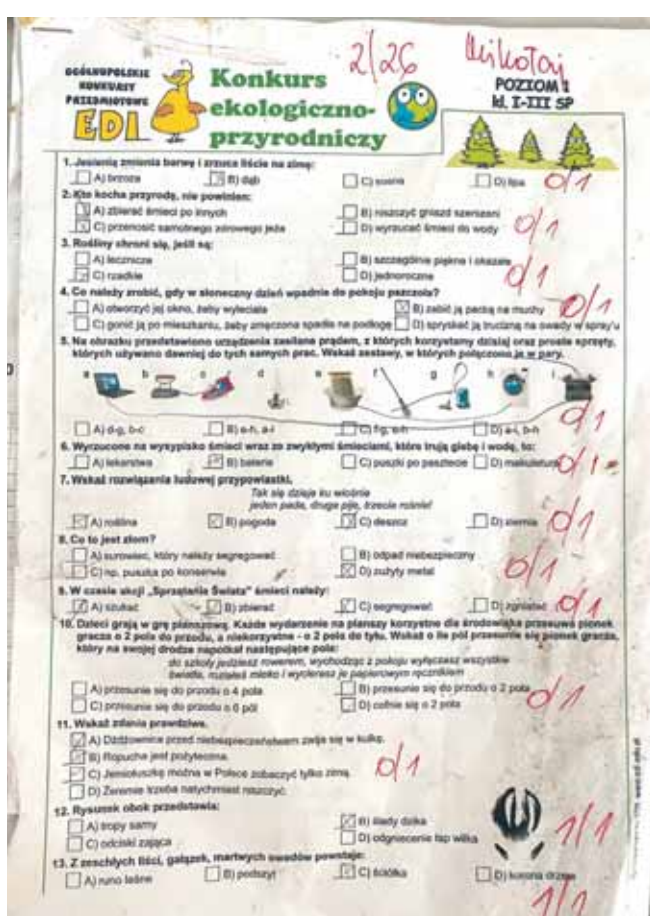 2/26
Mikołaj
OGÓLNOPOLSKIE
KONKURSY
PRZEDMIOTOWE
EDI
Konkurs
ekologiczno-
przyrodniczy
POZIOM I
kl. I-III SP
1. Jesienią zmienia barwę i zrzuca liście na zimę:
A) brzoza B) dąb C) sosna D) lipa 0/1
2. Kto kocha przyrodę, nie powinien:
A) zbierać śmieci po innych B) niszczyć gniazd szerszeni
C) przenosić samotnego zdrowego jeża D) wyrzucać śmieci do wody 0/1
3. Rośliny chroni się, jeśli są:
A) lecznicze B) szczególnie piękne i okazałe
C) rzadkie D) jednoroczne 0/1
4. Co należy zrobić, gdy w słoneczny dzień wpadnie do pokoju pszczoła?
A) otworzyć jej okno, żeby wyleciała B) zabić ją packą na muchy 0/1
C) gonić ją po mieszkaniu, żeby zmęczona spadła na podłogę D) spryskać ją trucizną na owady w spray'u
5. Na obrazku przedstawiono urządzenia zasilane prądem, z których korzystamy dzisiaj oraz proste sprzęty,
których używano dawniej do tych samych prac. Wskaż zestawy, w których połączono je w pary.
a b c d e f g h i
A) d-g, b-c B) e-h, a-i C) f-g, e-h D) a-i, b-h 0/1
6. Wyrzucone na wysypisko śmieci wraz ze zwykłymi śmieciami, które trują glebę i wodę, to:
A) lekarstwa B) baterie C) puszki po pasztecie D) makulatura 0/1
7. Wskaż rozwiązania ludowej przypowiastki,
Tak się dzieje ku wiośnie
jeden pada, druga pije, trzecie rośnie!
A) roślina B) pogoda C) deszcz D) ziemia 0/1
8. Co to jest złom?
A) surowiec, który należy segregować B) odpad niebezpieczny
C) np. puszka po konserwie D) zużyty metal 0/1
9. W czasie akcji „Sprzątanie Świata” śmieci należy:
A) szukać B) zbierać C) segregować D) zgniatać 0/1
10. Dzieci grają w grę planszową. Każde wydarzenie na planszy korzystne dla środowiska przesuwa pionek
gracza o 2 pola do przodu, a niekorzystne - o 2 pola do tyłu. Wskaż o ile pól przesunie się pionek gracza,
który na swojej drodze napotkał następujące pola:
do szkoły jedziesz rowerem, wychodząc z pokoju wyłączasz wszystkie
światła, rozlałeś mleko i wycierasz je papierowym ręcznikiem
A) przesunie się do przodu o 4 pola B) przesunie się do przodu o 2 pola
C) przesunie się do przodu o 6 pól D) cofnie się o 2 pola 0/1
11. Wskaż zdania prawdziwe.
A) Dżdżownica przed niebezpieczeństwem zwija się w kulkę.
B) Ropucha jest pożyteczna.
C) Jemiołuszkę można w Polsce zobaczyć tylko zimą. 0/1
D) Żeremie trzeba natychmiast niszczyć.
12. Rysunek obok przedstawia:
A) tropy sarny B) ślady dzika
C) odciski zająca D) odgniecenie łap wilka 1/1
13. Z zeschłych liści, gałązek, martwych owadów powstaje:
A) runo leśne B) podszyt C) ściółka D) korona drzew
1/1